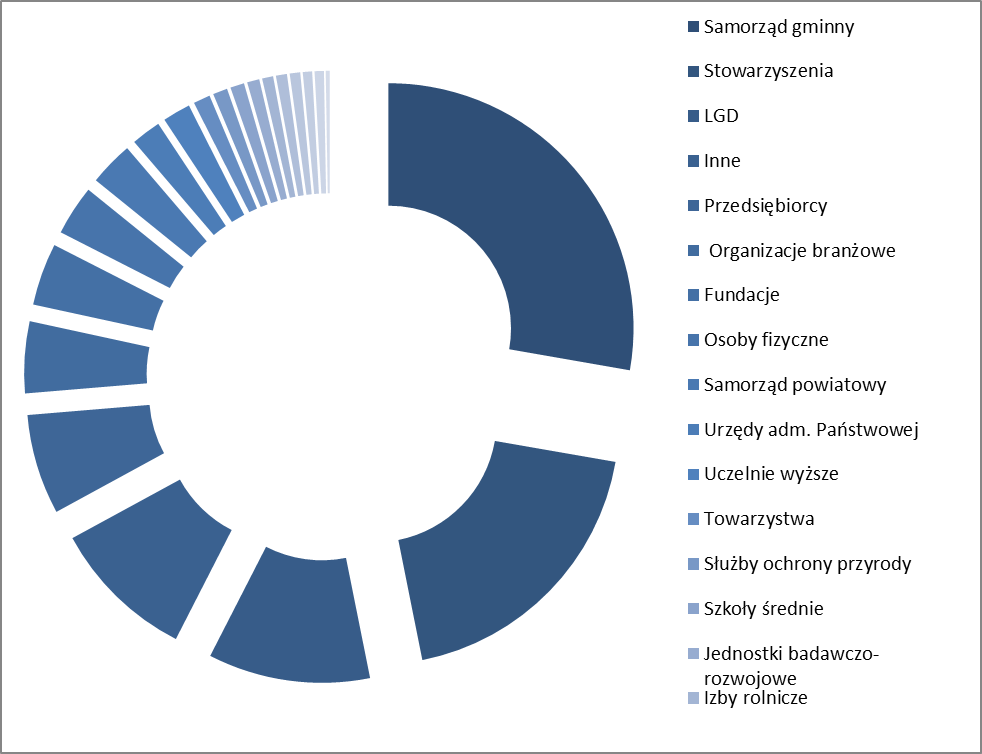 Samorząd gminny
Stowarzyszenia
LGD
Inne
Przedsiębiorcy
Organizacje branżowe
Fundacje
Osoby fizyczne
Samorząd powiatowy
Urzędy adm. Państwowej
Uczelnie wyższe
Towarzystwa
Służby ochrony przyrody
Szkoły średnie
Jednostki badawczo-
rozwojowe
Izby rolnicze